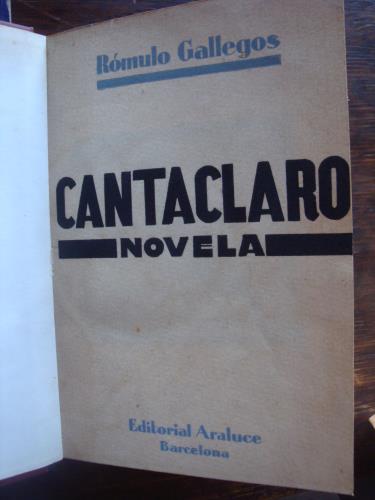 Rómulo Gallegos
CANTACLARO
NOVELA
Editorial Araluce
Barcelona